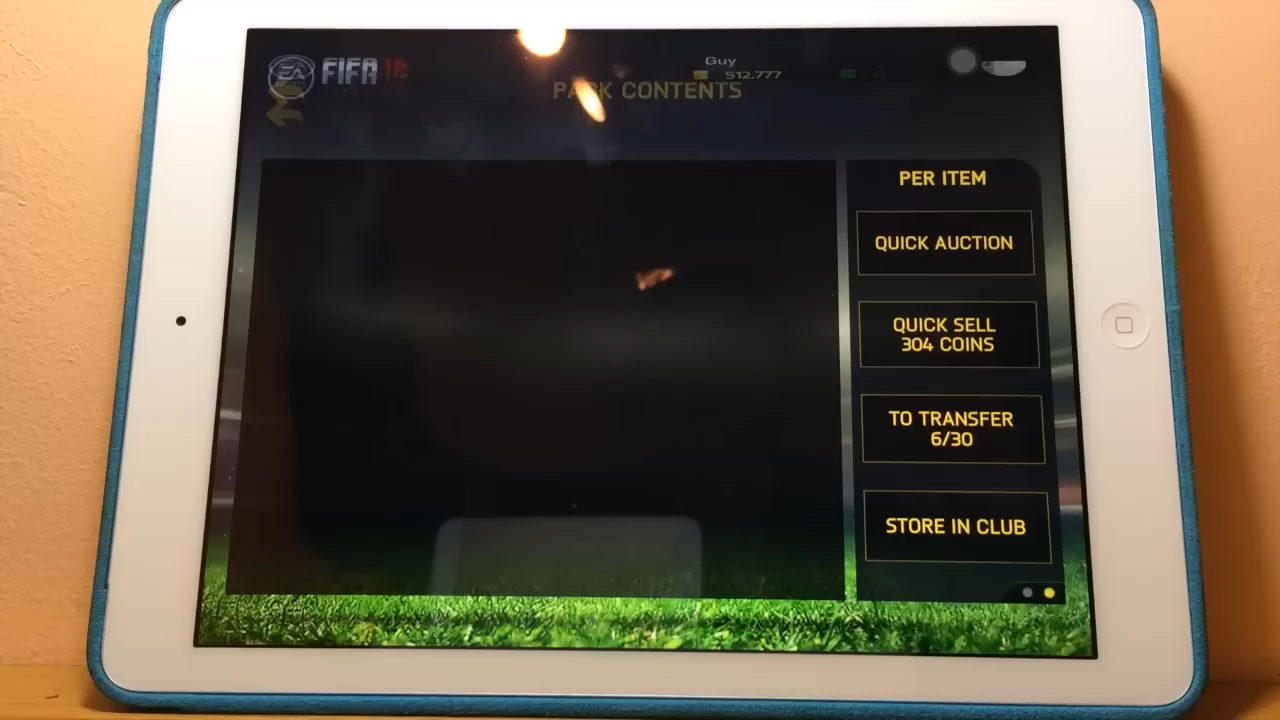 EA
FIFA
Guy
512,777
PACK CONTENTS
PER ITEM
QUICK AUCTION
QUICK SELL
304 COINS
TO TRANSFER
6/30
STORE IN CLUB